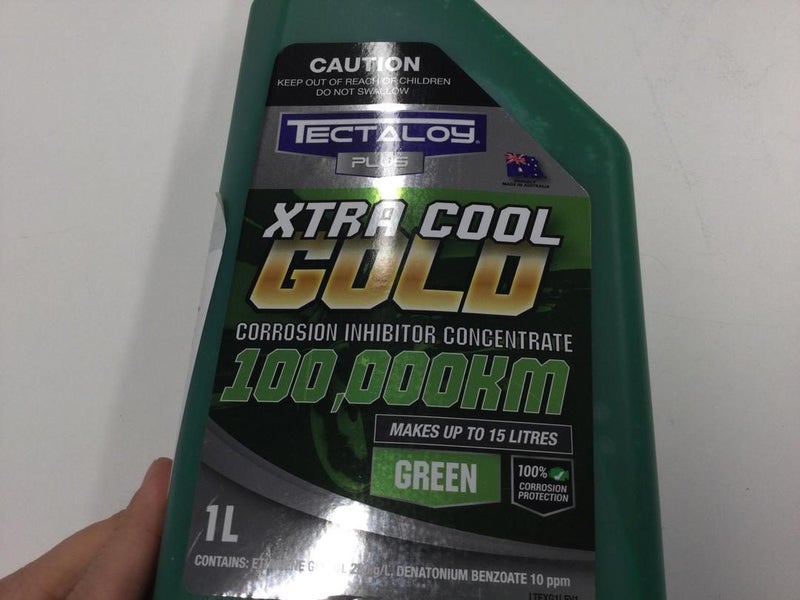 CAUTION
KEEP OUT OF REACH OF CHILDREN
DO NOT SWALLOW
TECTALOY
PLUS
PROUDLY
MADE IN AUSTRALIA
XTRA COOL
GOLD
CORROSION INHIBITOR CONCENTRATE
100,000KM
MAKES UP TO 15 LITRES
GREEN
100%
CORROSION
PROTECTION
1L
CONTAINS: g/L, DENATONIUM BENZOATE 10 ppm